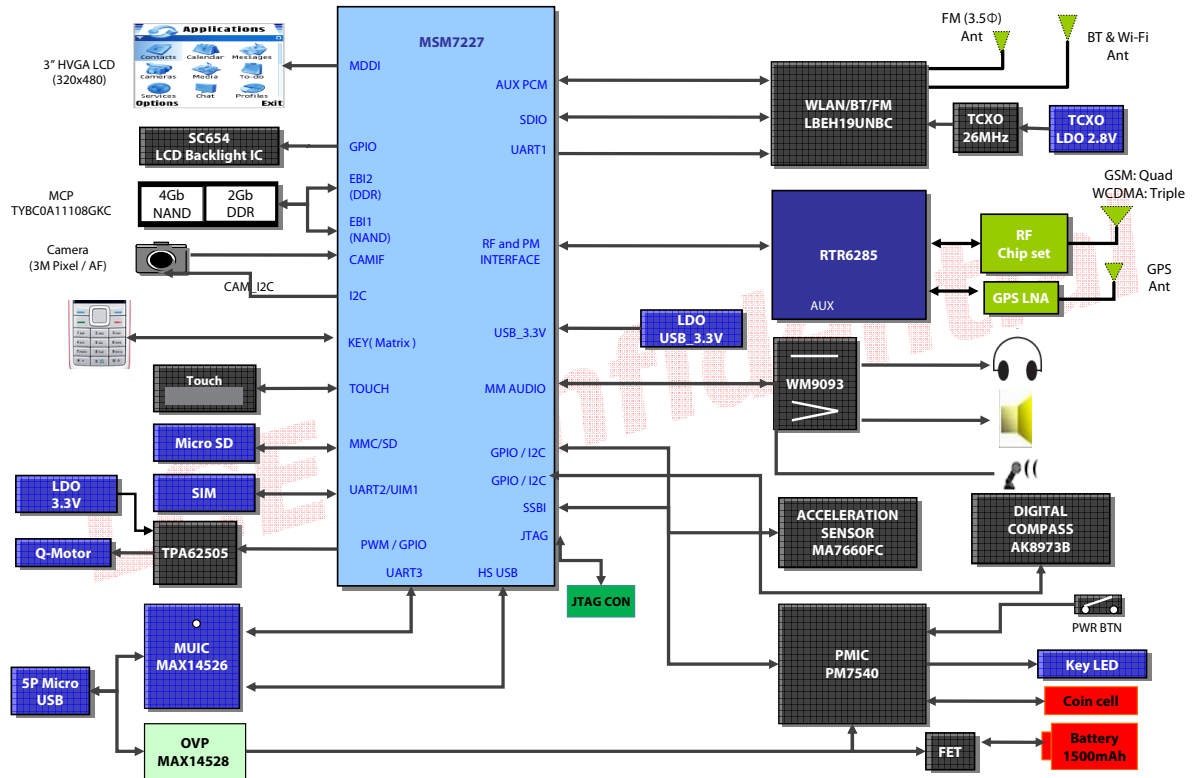 Applications
Contacts Calendar Messages
Cameras Media To-do
Services Chat Profiles
Options Exit
3” HVGA LCD
(320x480)
SC654
LCD Backlight IC
MCP
TYBC0A11108GKC
4Gb
NAND
2Gb
DDR
Camera
(3M Pixel / AF)
CAM_I2C
Touch
Micro SD
SIM
LDO
3.3V
Q-Motor
TPA62505
MUIC
MAX14526
5P Micro
USB
OVP
MAX14528
MSM7227
MDDI
GPIO
EBI2
(DDR)
EBI1
(NAND)
CAMIF
I2C
KEY( Matrix )
TOUCH
MMC/SD
UART2/UIM1
PWM / GPIO
UART3
HS USB
AUX PCM
SDIO
UART1
RF and PM
INTERFACE
USB_3.3V
MM AUDIO
GPIO / I2C
GPIO / I2C
SSBI
JTAG
JTAG CON
FM (3.5Φ)
Ant
BT & Wi-Fi
Ant
WLAN/BT/FM
LBEH19UNBC
TCXO
26MHz
TCXO
LDO 2.8V
GSM: Quad
WCDMA: Triple
RTR6285
AUX
RF
Chip set
GPS LNA
GPS
Ant
LDO
USB_3.3V
WM9093
ACCELERATION
SENSOR
MA7660FC
DIGITAL
COMPASS
AK8973B
PMIC
PM7540
PWR BTN
Key LED
Coin cell
FET
Battery
1500mAh